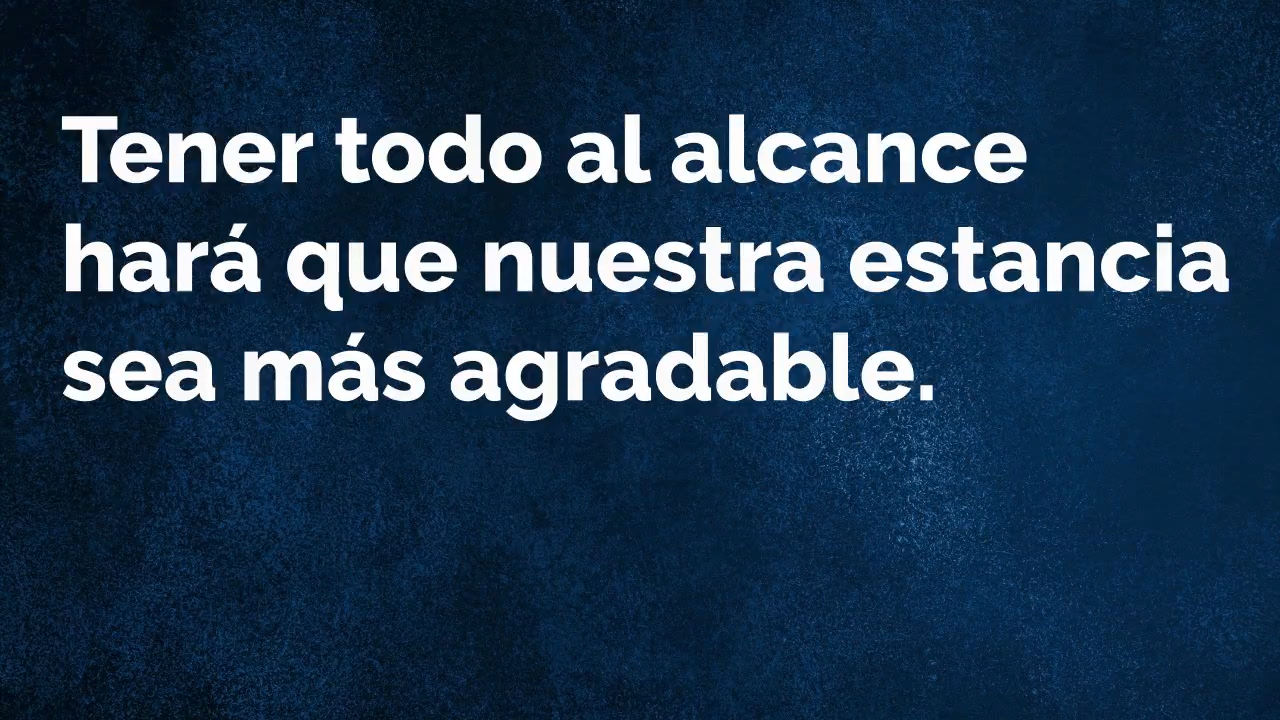 Tener todo al alcance
hará que nuestra estancia
sea más agradable.